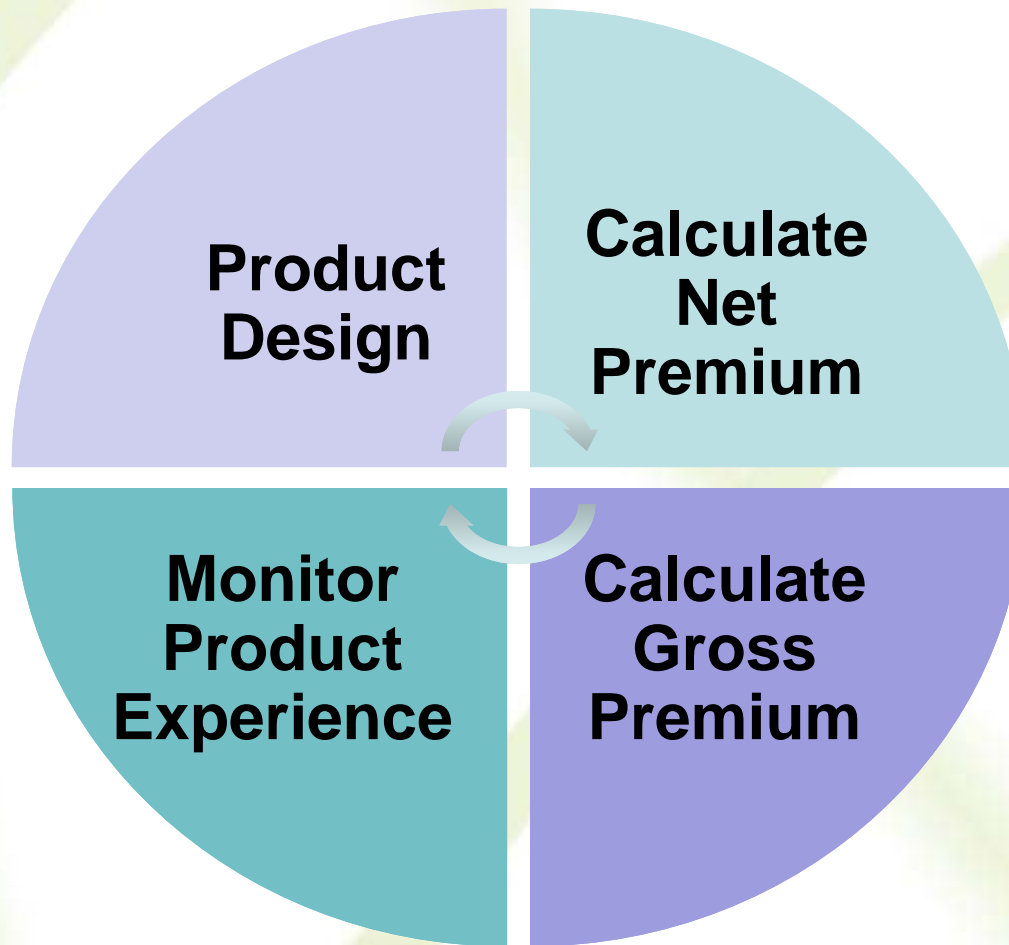 Product
Design
Calculate
Net
Premium
Monitor
Product
Experience
Calculate
Gross
Premium